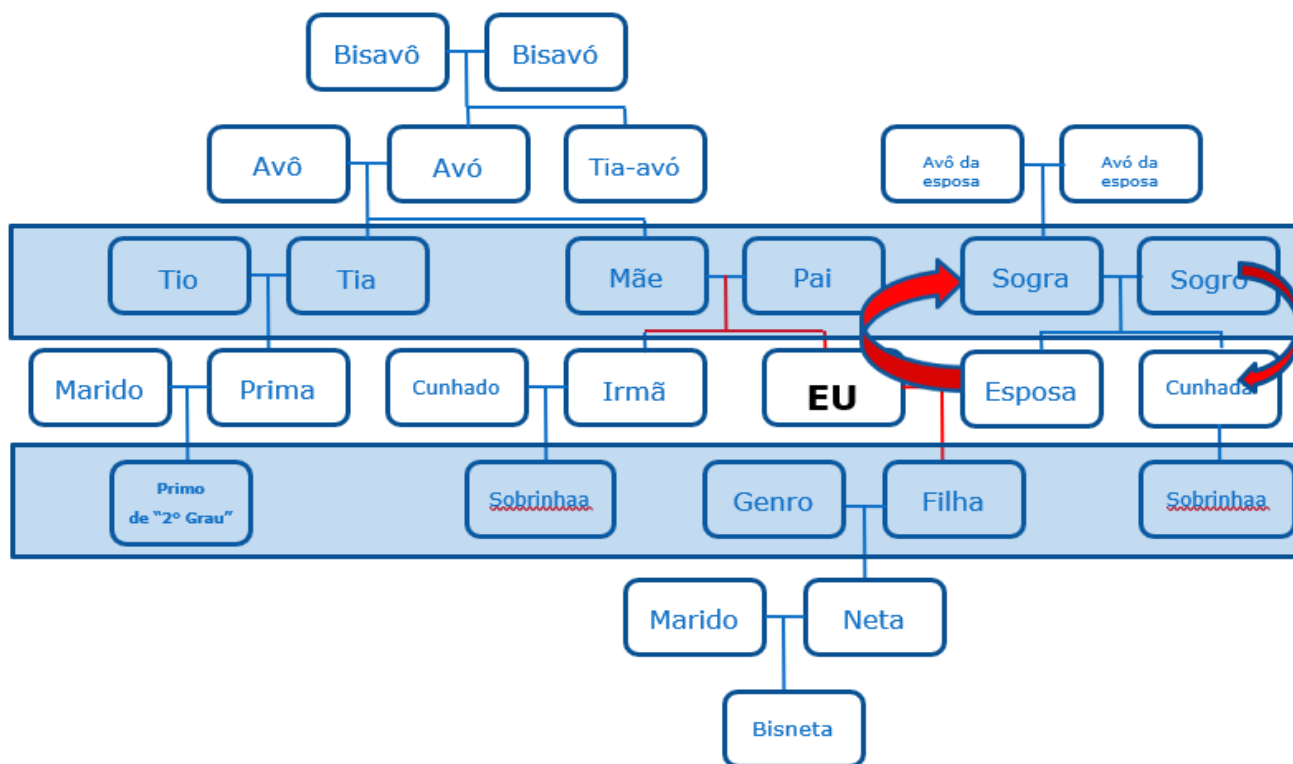 Bisavô
Bisavó
Avô
Avó
Tia-avó
Avô da
esposa
Avó da
esposa
Tio
Tia
Mãe
Pai
Sogra
Sogro
Marido
Prima
Cunhado
Irmã
EU
Esposa
Cunhada
Primo
de “2º Grau”
Sobrinhaa
Genro
Filha
Sobrinhaa
Marido
Neta
Bisneta